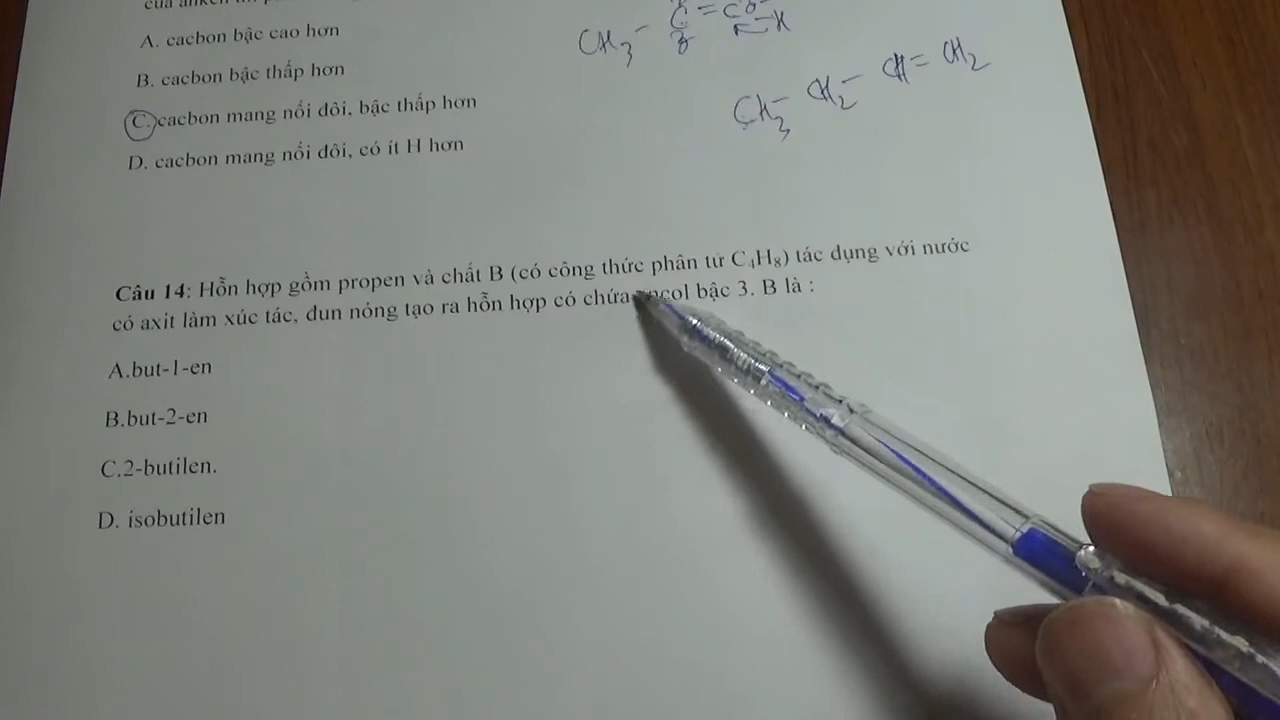 của anken
A. cacbon bậc cao hơn
B. cacbon bậc thấp hơn
C. cacbon mang nối đôi, bậc thấp hơn
D. cacbon mang nối đôi, có ít H hơn
CH3-
CH3- CH2- CH= CH2
Câu 14: Hỗn hợp gồm propen và chất B (có công thức phân tử C4H8) tác dụng với nước
có axit làm xúc tác, đun nóng tạo ra hỗn hợp có chứa ancol bậc 3. B là :
A.but-1-en
B.but-2-en
C.2-butilen.
D. isobutilen